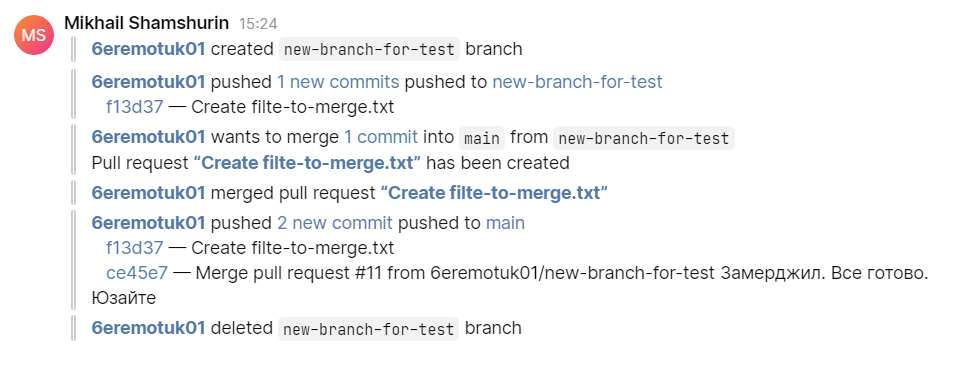 MS
Mikhail Shamshurin 15:24
6eremotuk01 created new-branch-for-test branch
6eremotuk01 pushed 1 new commits pushed to new-branch-for-test
f13d37 — Create filte-to-merge.txt
6eremotuk01 wants to merge 1 commit into main from new-branch-for-test
Pull request “Create filte-to-merge.txt” has been created
6eremotuk01 merged pull request “Create filte-to-merge.txt”
6eremotuk01 pushed 2 new commit pushed to main
f13d37 — Create filte-to-merge.txt
ce45e7 — Merge pull request #11 from 6eremotuk01/new-branch-for-test Замерджил. Все готово.
Юзайте
6eremotuk01 deleted new-branch-for-test branch